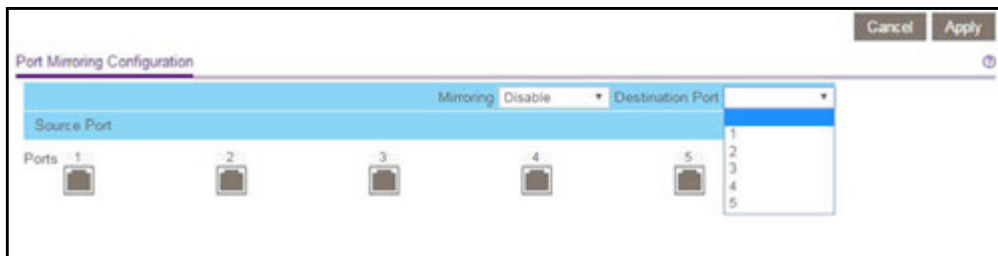 Cancel Apply
Port Mirroring Configuration ?
Mirroring Disable Destination Port
Source Port
Ports 1 2 3 4 5
1
2
3
4
5